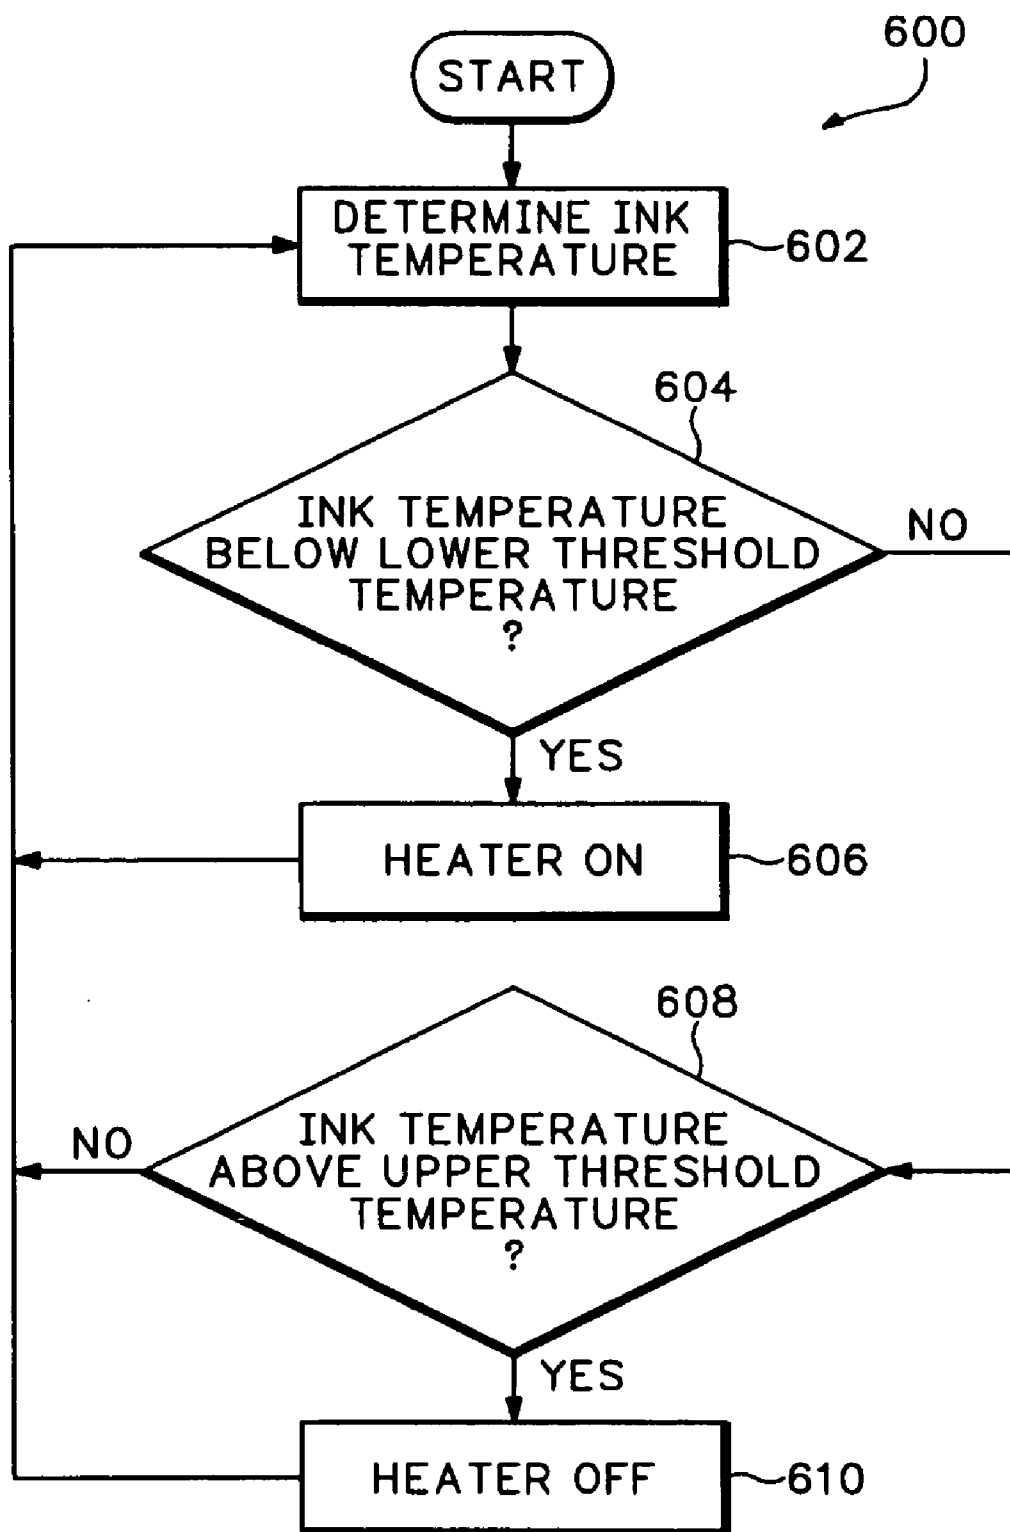 600
START
DETERMINE INK
TEMPERATURE
602
604
INK TEMPERATURE
BELOW LOWER THRESHOLD
TEMPERATURE
?
NO
YES
HEATER ON
606
608
INK TEMPERATURE
ABOVE UPPER THRESHOLD
TEMPERATURE
?
NO
YES
HEATER OFF
610